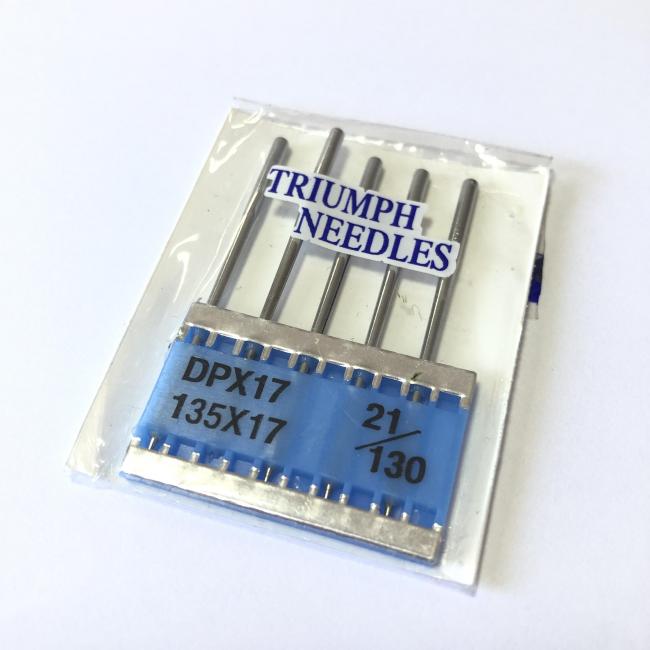 TRIUMPH
NEEDLES
DPX17
135X17
21/130